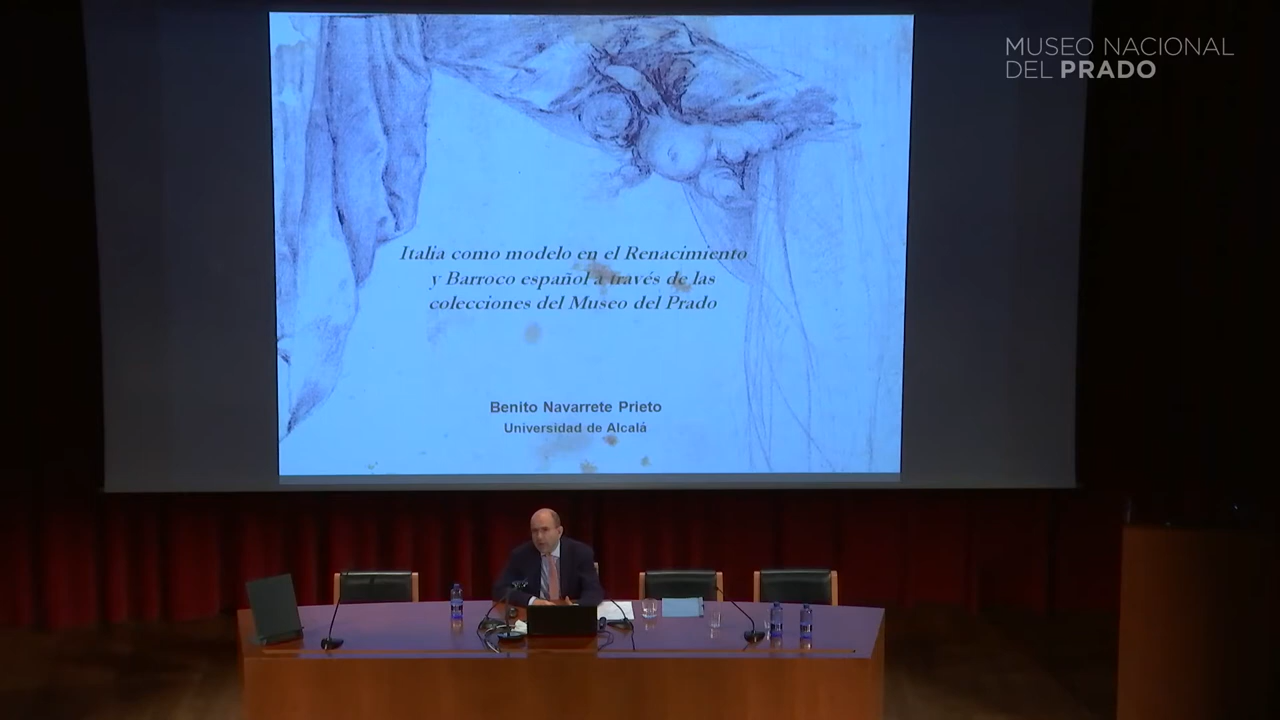 MUSEO NACIONAL
DEL PRADO
Italia como modelo en el Renacimiento
y Barroco español a través de las
colecciones del Museo del Prado
Benito Navarrete Prieto
Universidad de Alcalá